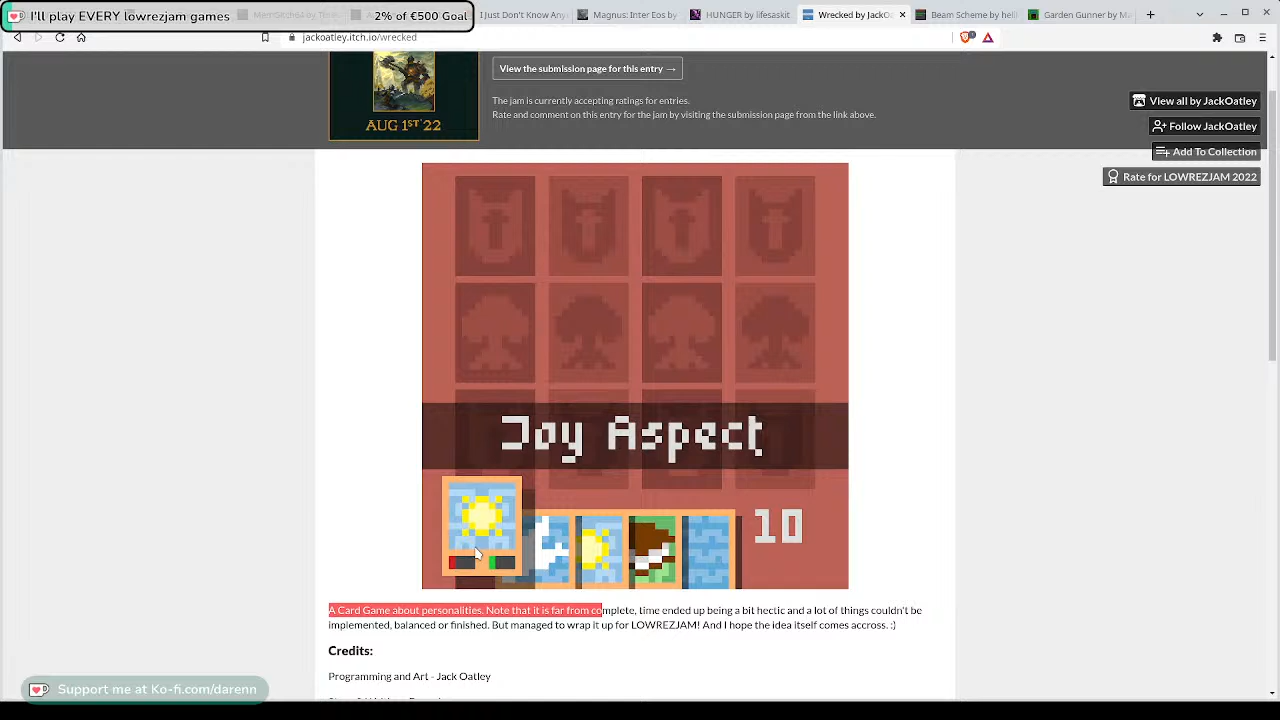 I'll play EVERY lowrezjam games
2% of €500 Goal
I Just Don't Know Any
Magnus: Inter Eos by
HUNGER by lifesaskit
Wrecked by JackO
Beam Scheme by helli
Garden Gunner by Ma
jackoatley.itch.io/wrecked
View the submission page for this entry →
View all by JackOatley
The jam is currently accepting ratings for entries.
Rate and comment on this entry for the jam by visiting the submission page from the link above.
AUG 1ST '22
Follow JackOatley
Add To Collection
Rate for LOWREZJAM 2022
Joy Aspect
10
A Card Game about personalities. Note that it is far from complete, time ended up being a bit hectic and a lot of things couldn't be
implemented, balanced or finished. But managed to wrap it up for LOWREZJAM! And I hope the idea itself comes accross. :)
Credits:
Programming and Art - Jack Oatley
Support me at Ko-fi.com/darenn